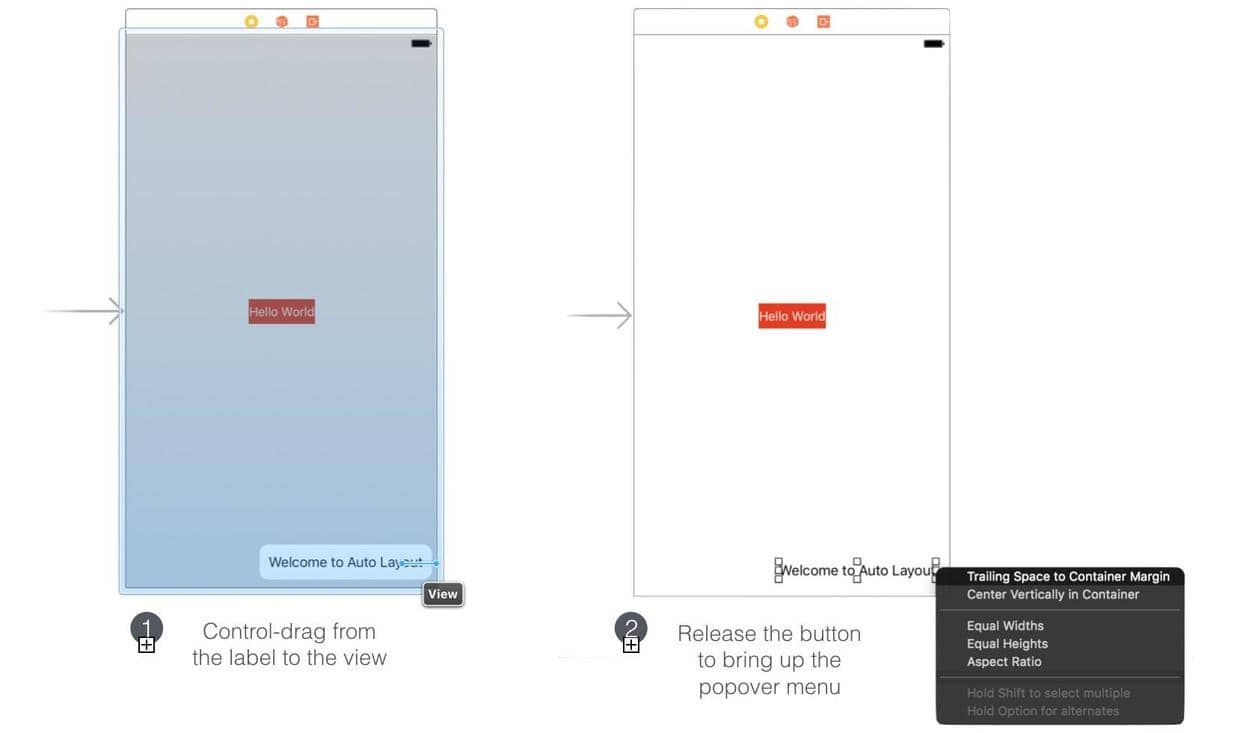 Hello World
Welcome to Auto Layout
View
1
Control-drag from
the label to the view
Hello World
Welcome to Auto Layout
Trailing Space to Container Margin
Center Vertically in Container
Equal Widths
Equal Heights
Aspect Ratio
Hold Shift to select multiple
Hold Option for alternates
2
Release the button
to bring up the
popover menu